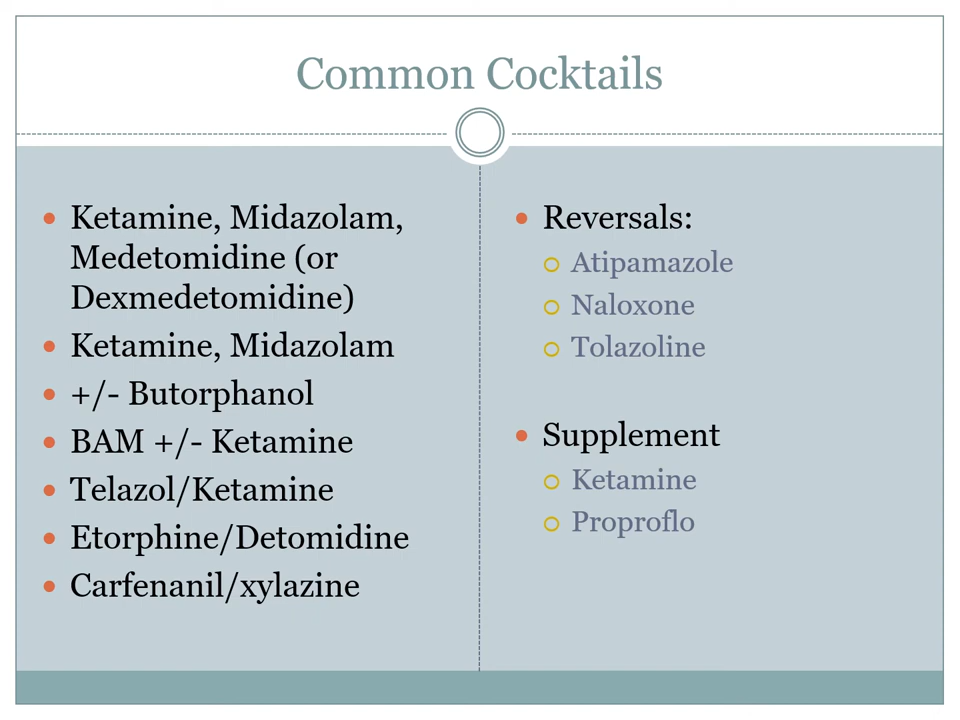 Common Cocktails
Ketamine, Midazolam,
Medetomidine (or
Dexmedetomidine)
Ketamine, Midazolam
+/- Butorphanol
BAM +/- Ketamine
Telazol/Ketamine
Etorphine/Detomidine
Carfenanil/xylazine
Reversals:
Atipamazole
Naloxone
Tolazoline
Supplement
Ketamine
Proproflo